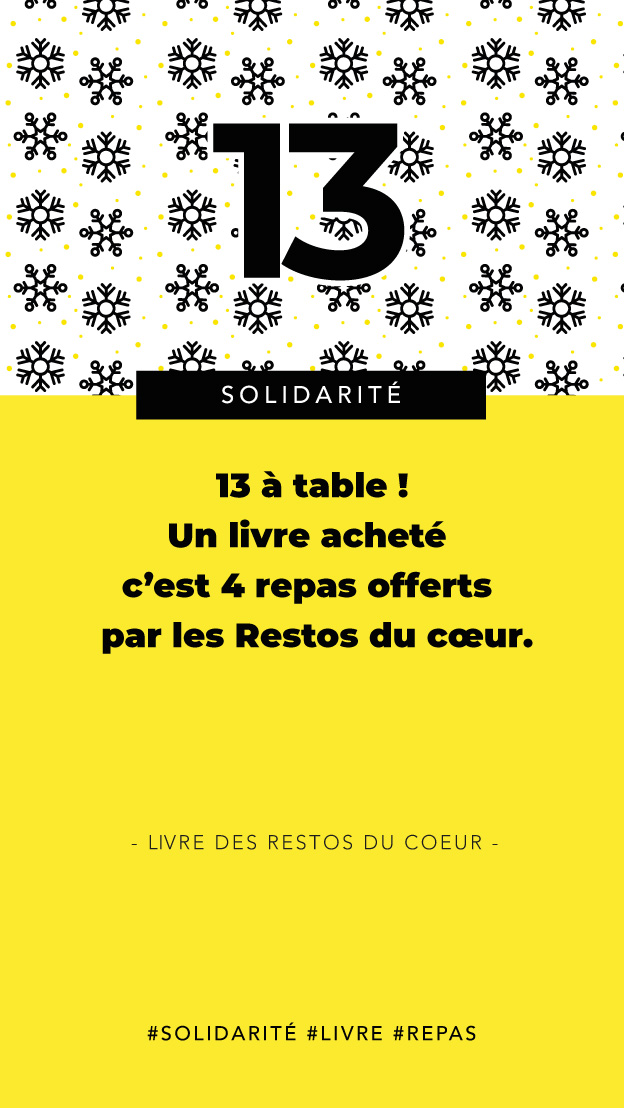 13
SOLIDARITÉ
13 à table !
Un livre acheté
c’est 4 repas offerts
par les Restos du cœur.
- LIVRE DES RESTOS DU COEUR -
#SOLIDARITÉ #LIVRE #REPAS